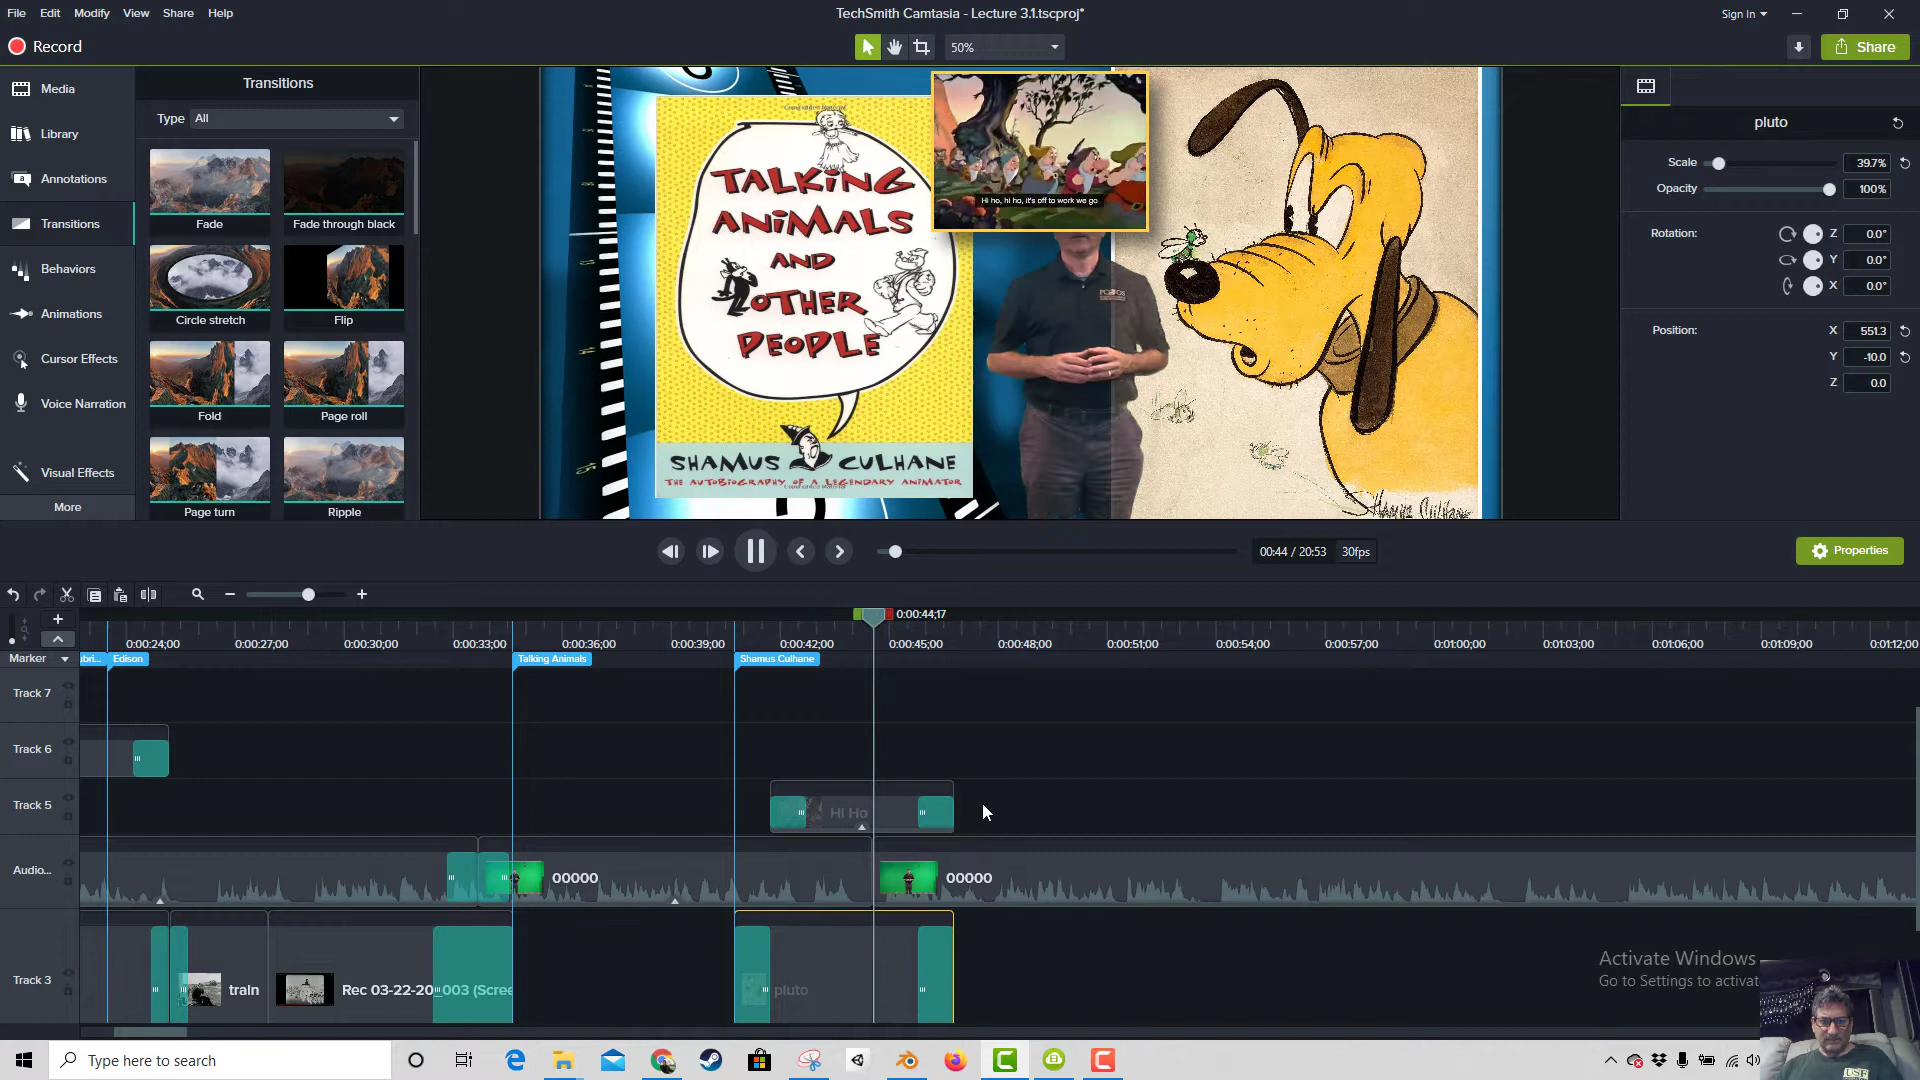 File Edit Modify View Share Help
TechSmith Camtasia - Lecture 3.1.tscproj*
Sign In
Record
50%
Share
Media
Library
Annotations
Transitions
Behaviors
Animations
Cursor Effects
Voice Narration
Visual Effects
More
Transitions
Type All
Fade
Fade through black
Circle stretch
Flip
Fold
Page roll
Page turn
Ripple
TALKING
ANIMALS
AND
OTHER
PEOPLE
SHAMUS CULHANE
THE AUTOBIOGRAPHY OF A LEGENDARY ANIMATOR
Hi ho, hi ho, it's off to work we go
pluto
Scale 39.7%
Opacity 100%
Rotation: Z 0.0°
Y 0.0°
X 0.0°
Position: X 551.3
Y -10.0
Z 0.0
00:44 / 20:53 30fps
Properties
0:00:44;17
0:00:24;00 0:00:27;00 0:00:30;00 0:00:33;00 0:00:36;00 0:00:39;00 0:00:42;00 0:00:45;00 0:00:48;00 0:00:51;00 0:00:54;00 0:00:57;00 0:01:00;00 0:01:03;00 0:01:06;00 0:01:09;00 0:01:12;00
Marker ubri... Edison Talking Animals Shamus Culhane
Track 7
Track 6
Track 5 Hi Ho
Audio... 00000 00000
Track 3 train Rec 03-22-20_003 (Scree pluto
Activate Windows
Go to Settings to activat
Type here to search
USF